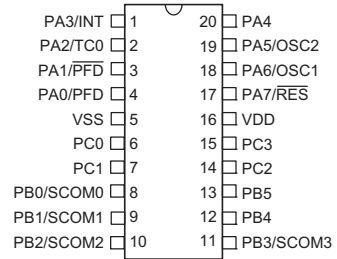 PA3/INT 1 20 PA4
PA2/TC0 2 19 PA5/OSC2
PA1/P̅F̅D̅ 3 18 PA6/OSC1
PA0/PFD 4 17 PA7/R̅E̅S̅
VSS 5 16 VDD
PC0 6 15 PC3
PC1 7 14 PC2
PB0/SCOM0 8 13 PB5
PB1/SCOM1 9 12 PB4
PB2/SCOM2 10 11 PB3/SCOM3